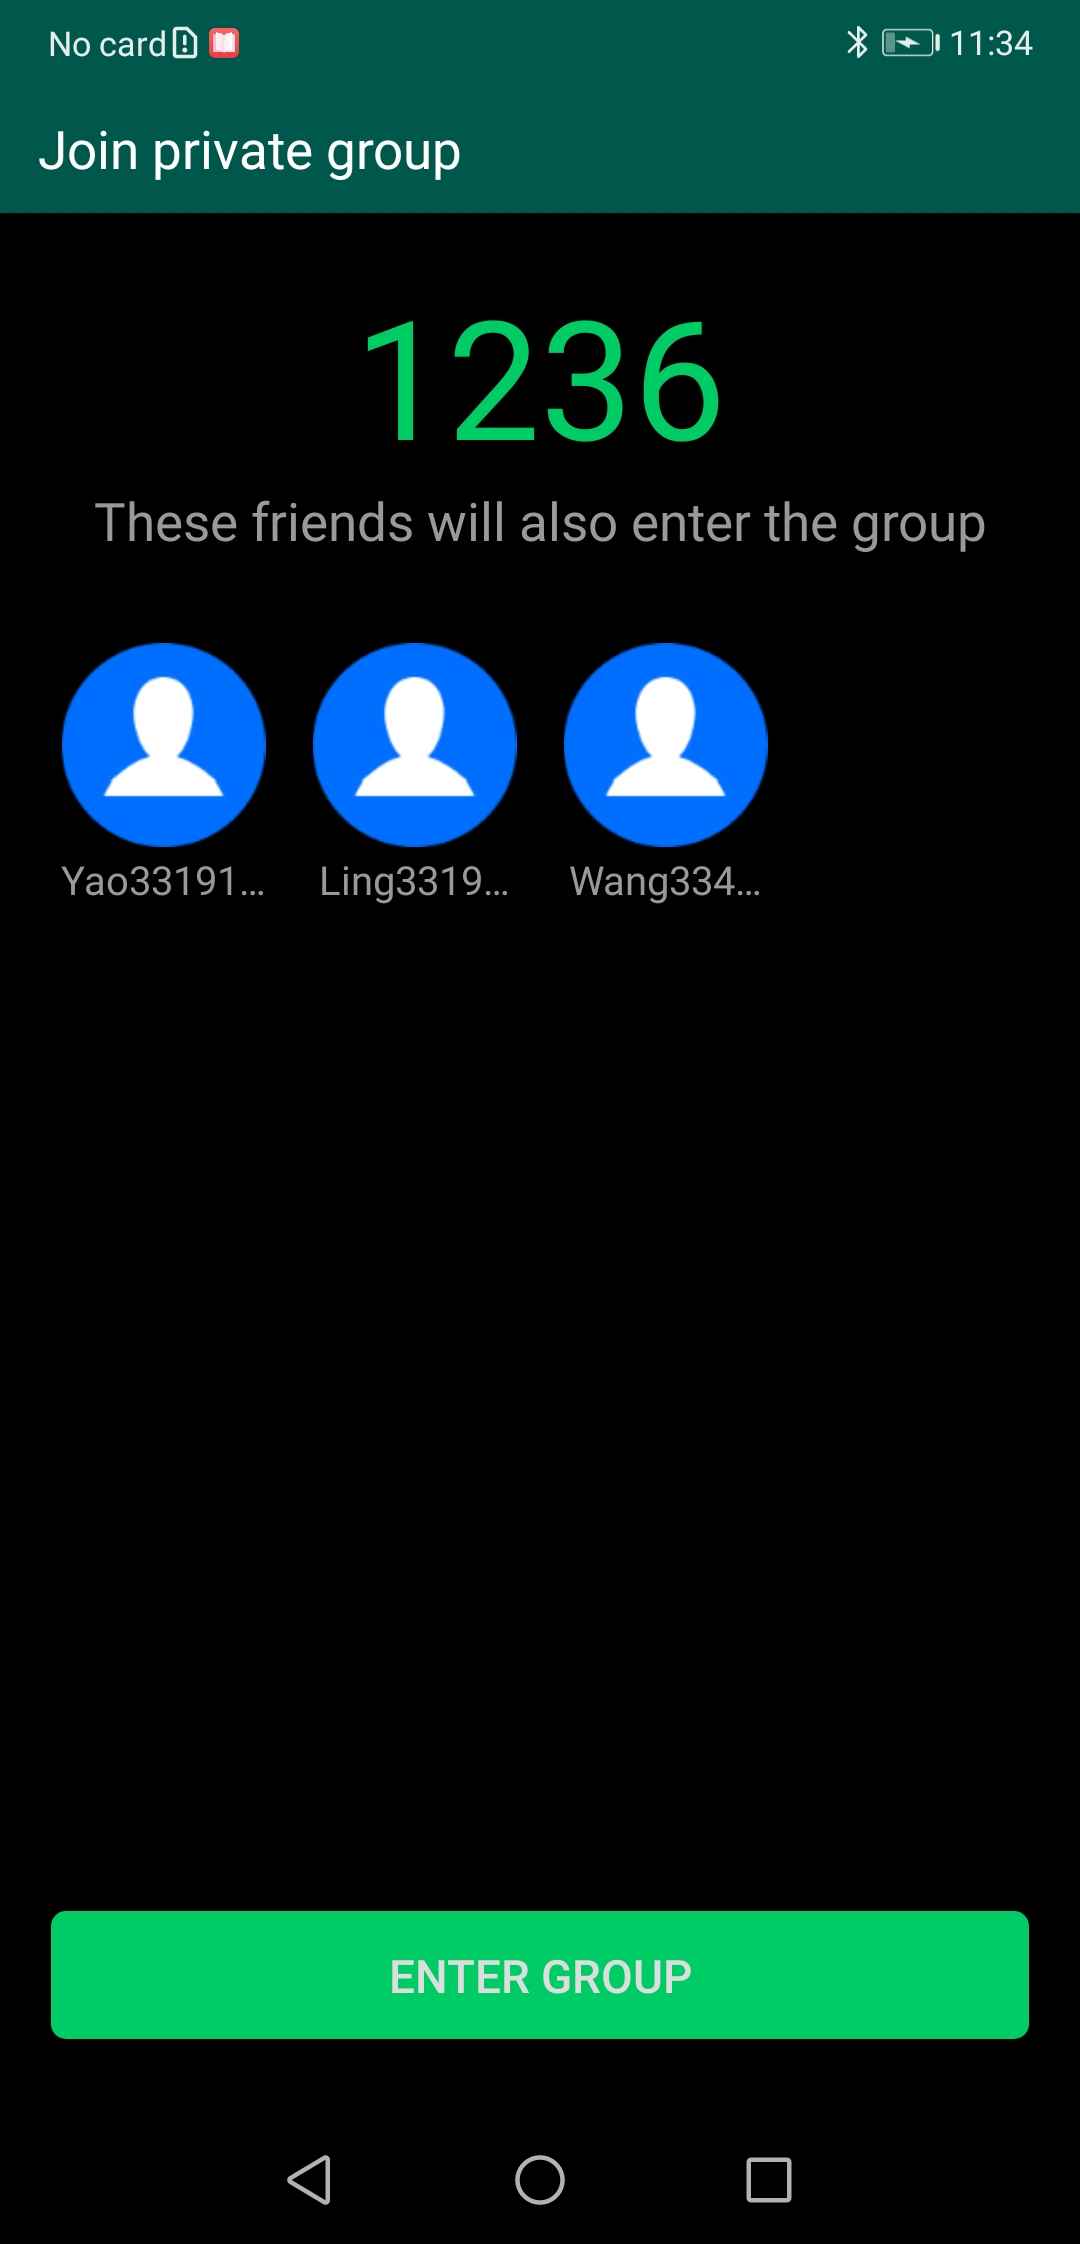 No card 11:34
Join private group
1236
These friends will also enter the group
Yao33191... Ling3319... Wang334...
ENTER GROUP